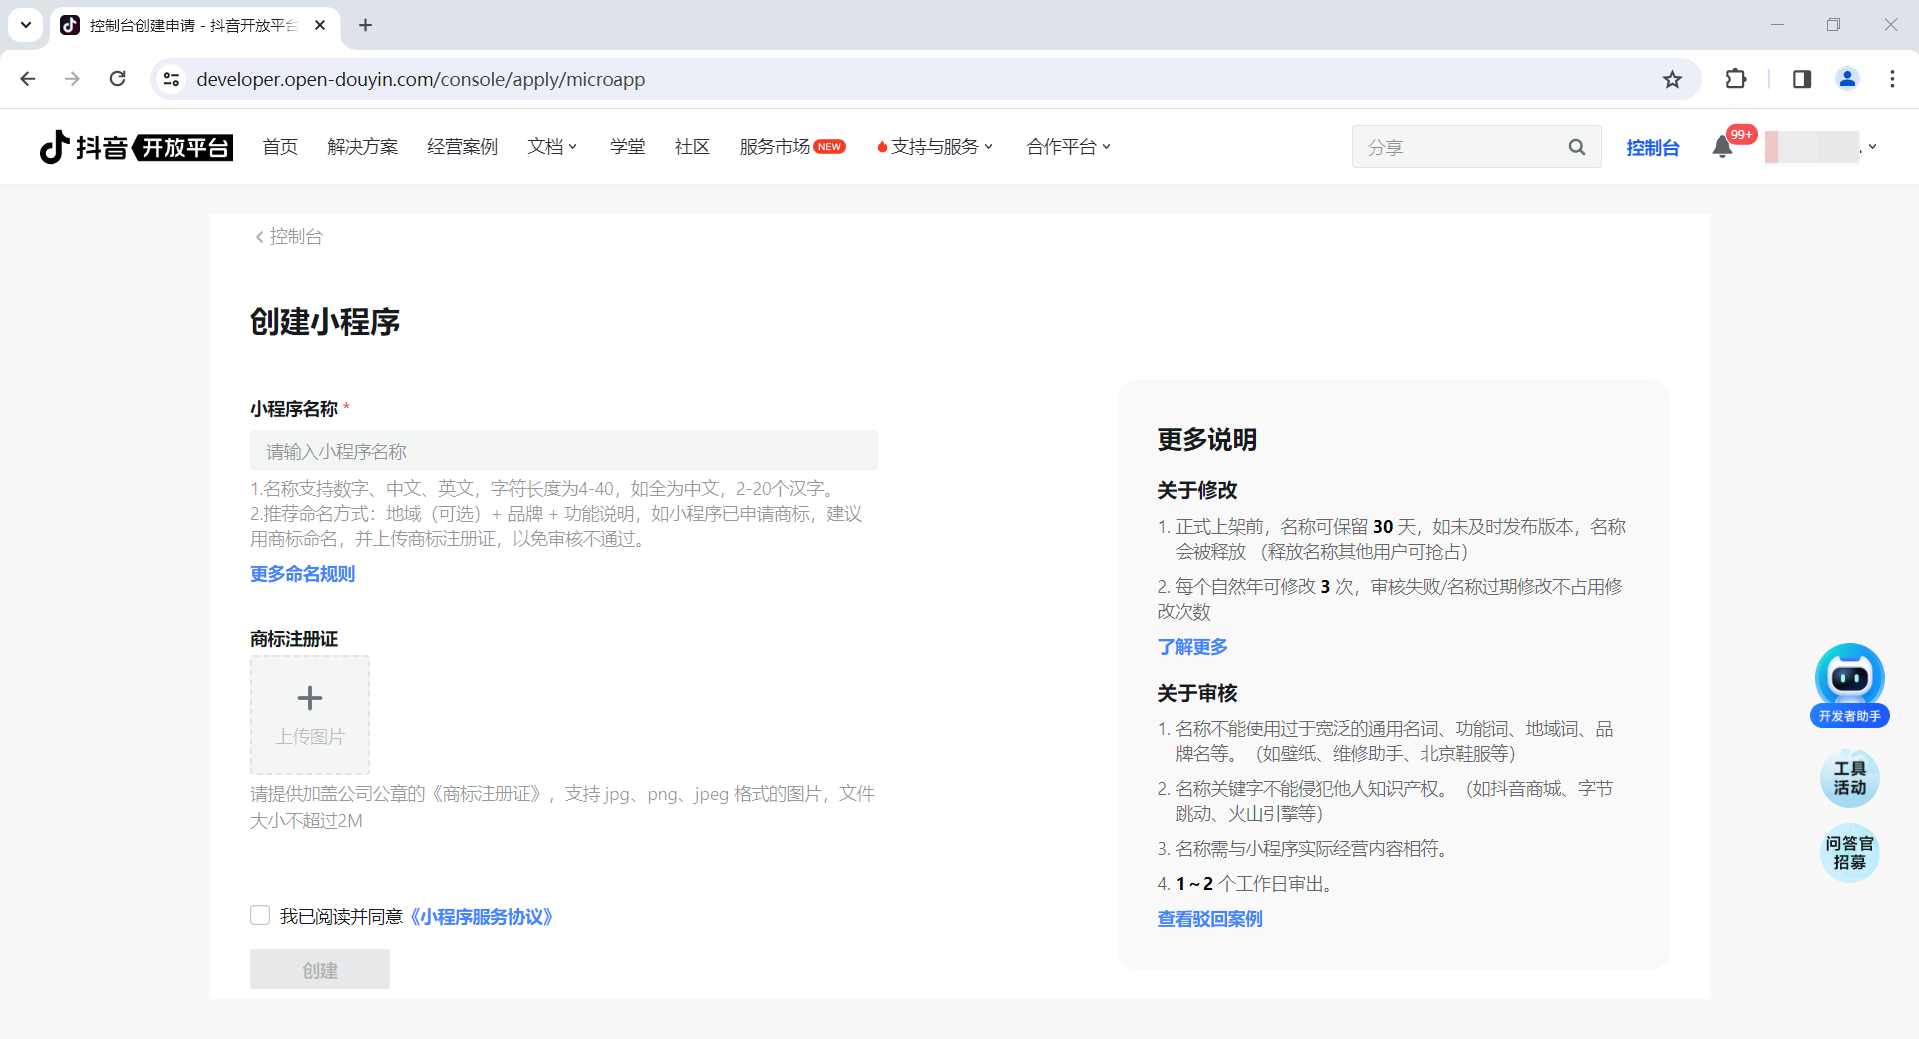 控制台创建申请 - 抖音开放平台
developer.open-douyin.com/console/apply/microapp
抖音 开放平台
首页 解决方案 经营案例 文档 学堂 社区 服务市场 NEW 支持与服务 合作平台
分享
控制台
99+
控制台
创建小程序
小程序名称 *
请输入小程序名称
1.名称支持数字、中文、英文，字符长度为4-40，如全为中文，2-20个汉字。
2.推荐命名方式：地域（可选）+ 品牌 + 功能说明，如小程序已申请商标，建议
用商标命名，并上传商标注册证，以免审核不通过。
更多命名规则
商标注册证
上传图片
请提供加盖公司公章的《商标注册证》，支持 jpg、png、jpeg 格式的图片，文件
大小不超过2M
我已阅读并同意《小程序服务协议》
创建
更多说明
关于修改
1. 正式上架前，名称可保留 30 天，如未及时发布版本，名称
会被释放 （释放名称其他用户可抢占）
2. 每个自然年可修改 3 次，审核失败/名称过期修改不占用修
改次数
了解更多
关于审核
1. 名称不能使用过于宽泛的通用名词、功能词、地域词、品
牌名等。（如壁纸、维修助手、北京鞋服等）
2. 名称关键字不能侵犯他人知识产权。（如抖音商城、字节
跳动、火山引擎等）
3. 名称需与小程序实际经营内容相符。
4. 1 ~ 2 个工作日审出。
查看驳回案例
开发者助手
工具
活动
问答官
招募